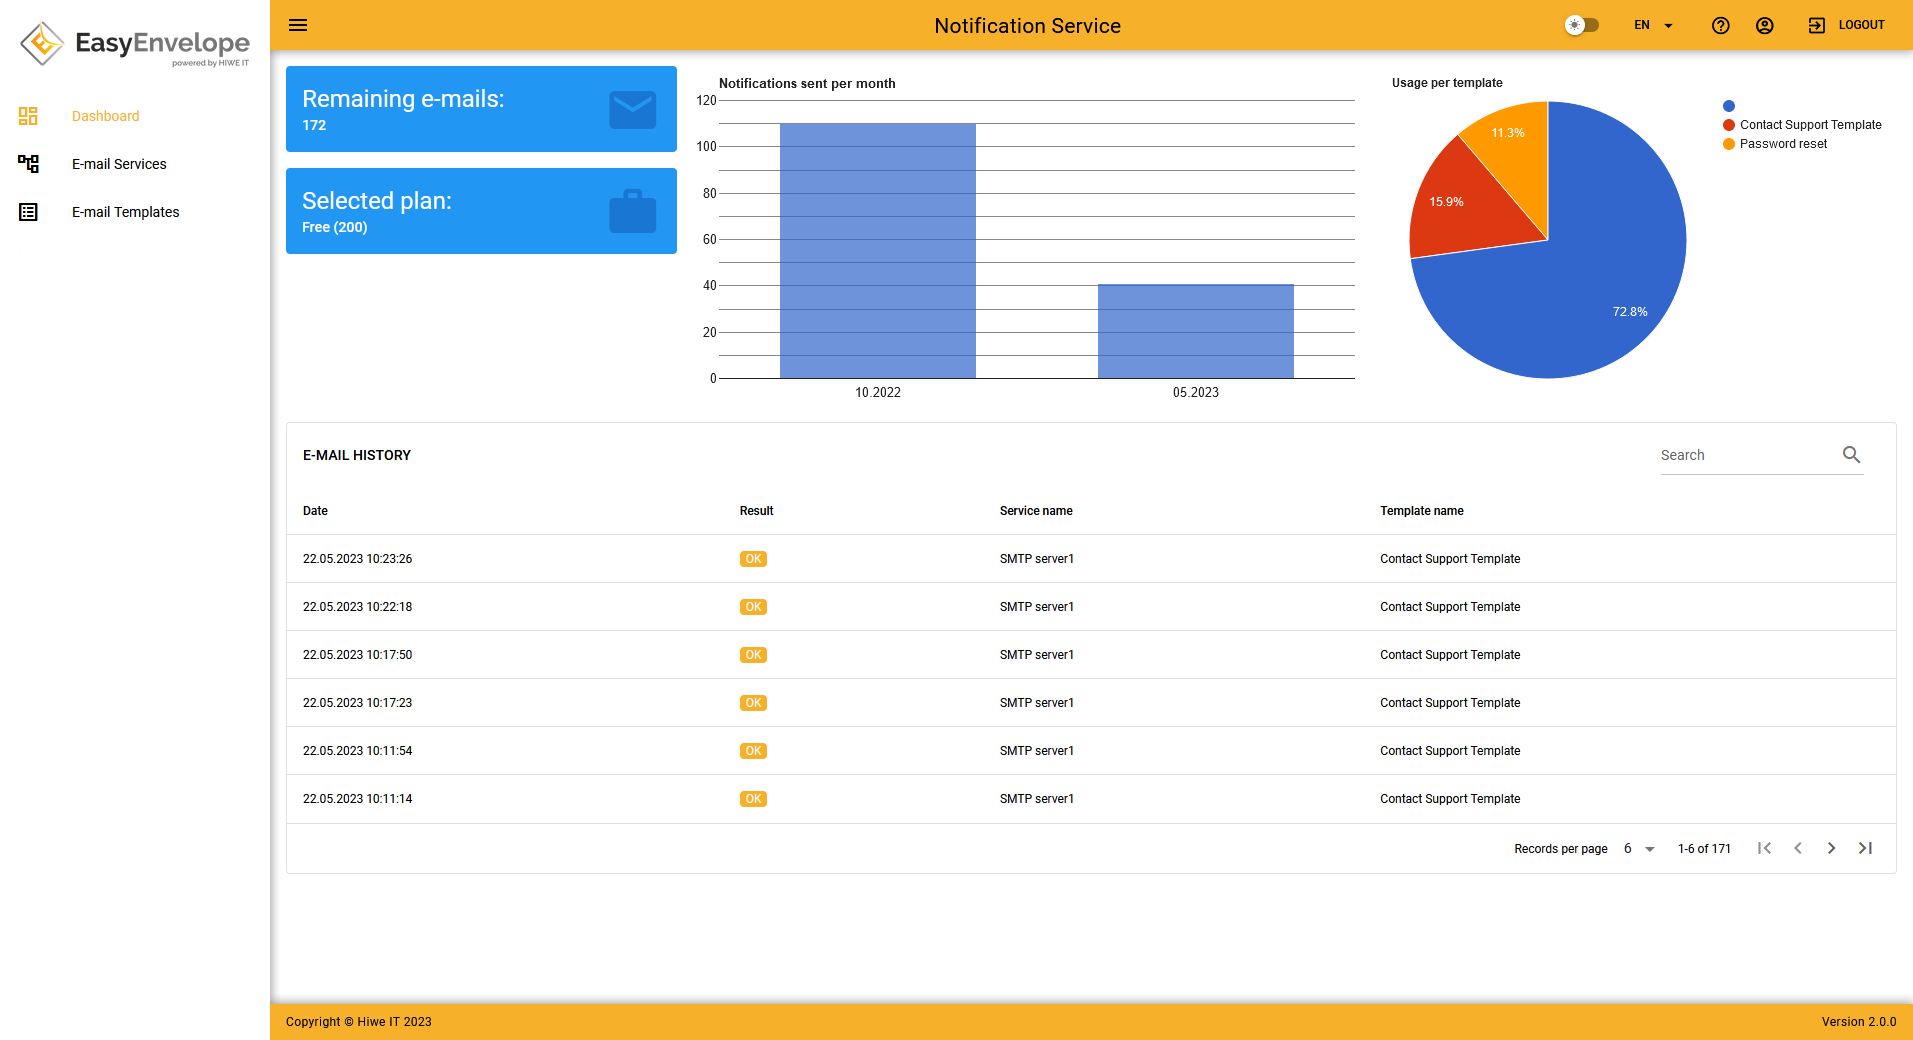 EasyEnvelope
powered by HIWE IT
Dashboard
E-mail Services
E-mail Templates
Notification Service
EN
LOGOUT
Remaining e-mails:
172
Selected plan:
Free (200)
Notifications sent per month
120
100
80
60
40
20
0
10.2022
05.2023
Usage per template
11.3%
15.9%
72.8%
Contact Support Template
Password reset
E-MAIL HISTORY
Search
Date Result Service name Template name
22.05.2023 10:23:26 OK SMTP server1 Contact Support Template
22.05.2023 10:22:18 OK SMTP server1 Contact Support Template
22.05.2023 10:17:50 OK SMTP server1 Contact Support Template
22.05.2023 10:17:23 OK SMTP server1 Contact Support Template
22.05.2023 10:11:54 OK SMTP server1 Contact Support Template
22.05.2023 10:11:14 OK SMTP server1 Contact Support Template
Records per page 6 1-6 of 171
Copyright © Hiwe IT 2023
Version 2.0.0